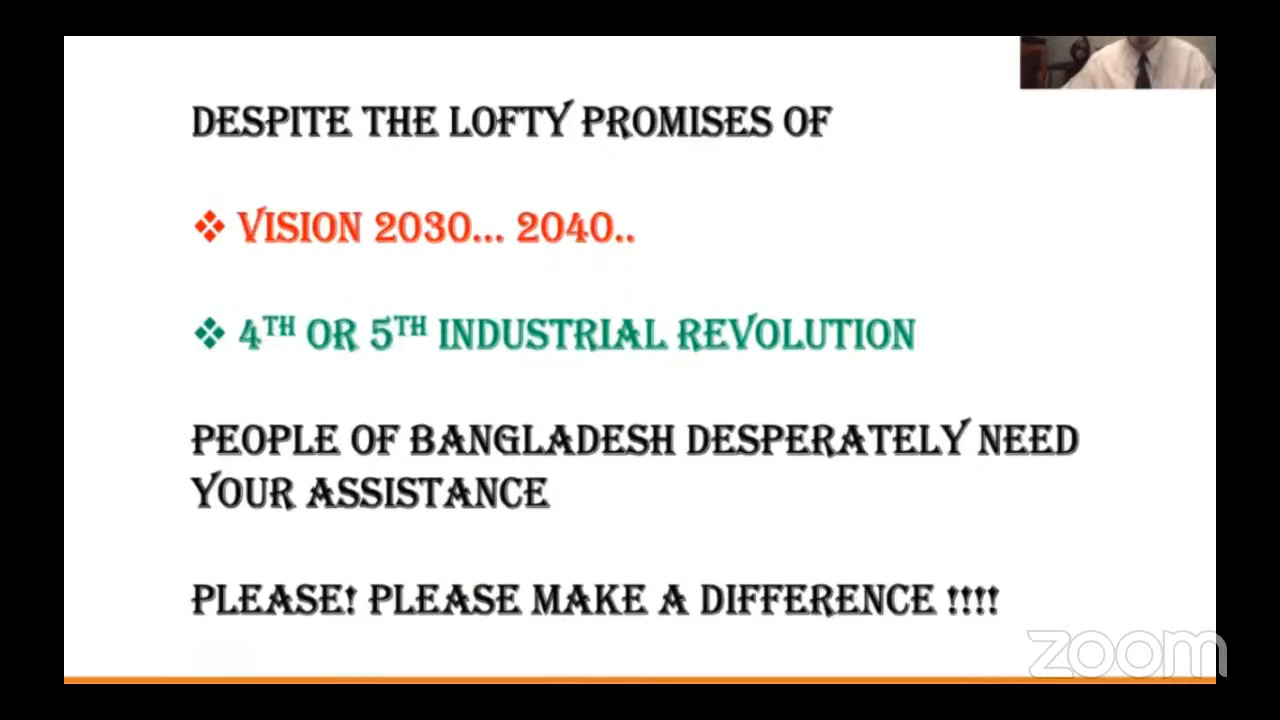 DESPITE THE LOFTY PROMISES OF
❖ VISION 2030... 2040..
❖ 4TH OR 5TH INDUSTRIAL REVOLUTION
PEOPLE OF BANGLADESH DESPERATELY NEED
YOUR ASSISTANCE
PLEASE! PLEASE MAKE A DIFFERENCE !!!!
zoom